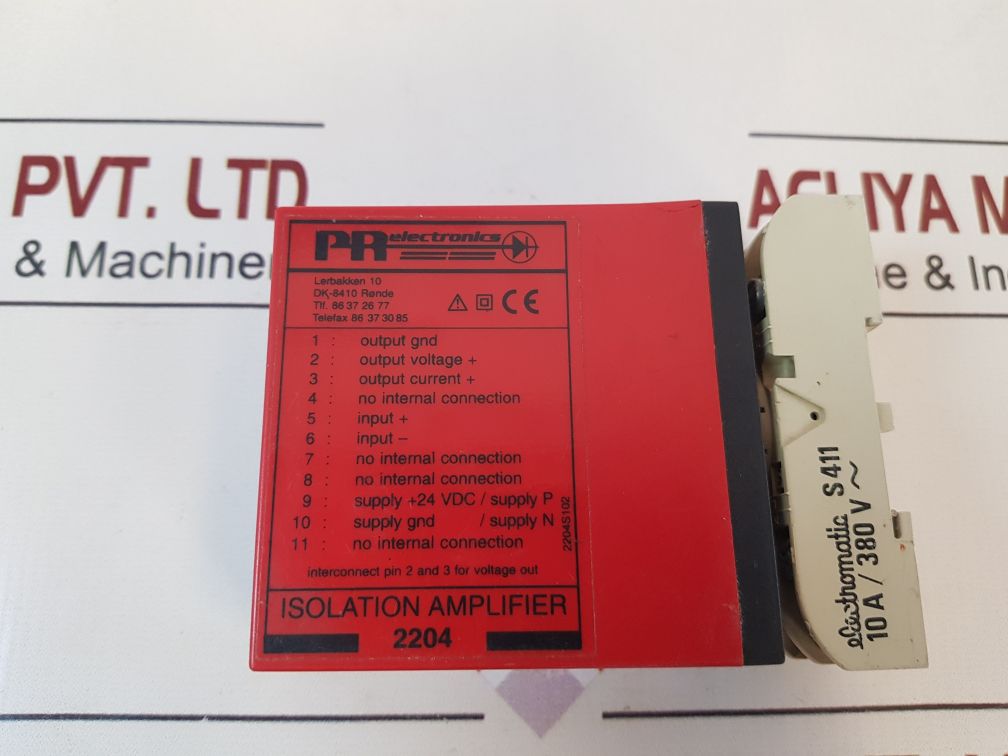 PVT. LTD
& Machine
PR electronics
Lerbakken 10
DK-8410 Rønde
Tlf. 86 37 26 77
Telefax 86 37 30 85
CE
1 : output gnd
2 : output voltage +
3 : output current +
4 : no internal connection
5 : input +
6 : input –
7 : no internal connection
8 : no internal connection
9 : supply +24 VDC / supply P
10 : supply gnd / supply N
11 : no internal connection
2204S102
interconnect pin 2 and 3 for voltage out
ISOLATION AMPLIFIER
2204
electromatic S 411
10 A / 380 V ~
& In